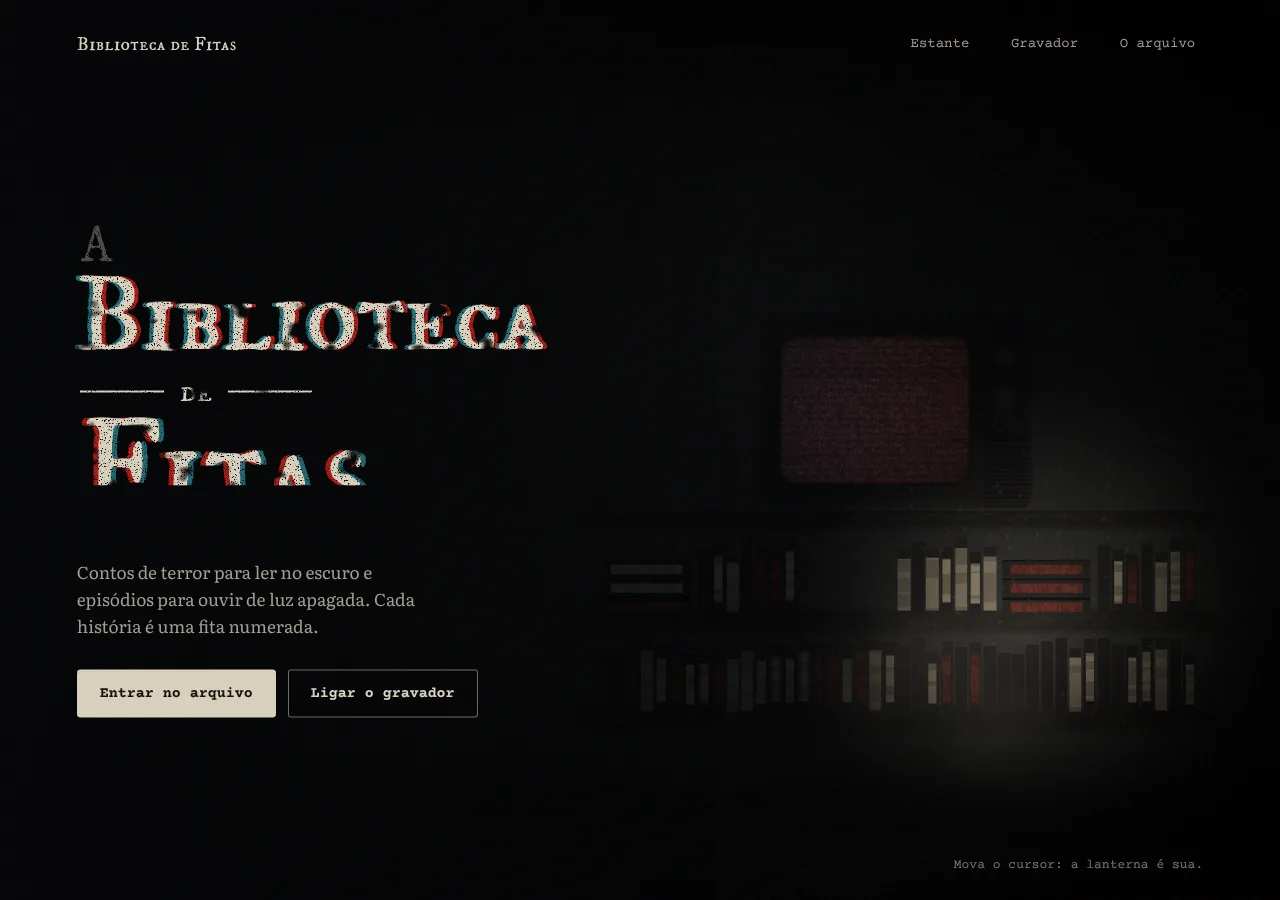 Biblioteca de Fitas
Estante
Gravador
O arquivo
A
Biblioteca
De
Fitas
Contos de terror para ler no escuro e
episódios para ouvir de luz apagada. Cada
história é uma fita numerada.
Entrar no arquivo
Ligar o gravador
Mova o cursor: a lanterna é sua.